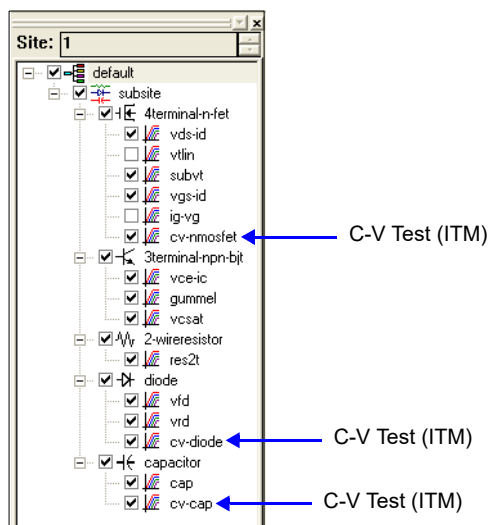 Site: 1
default
subsite
4terminal-n-fet
vds-id
vtlin
subvt
vgs-id
ig-vg
cv-nmosfet C-V Test (ITM)
3terminal-npn-bjt
vce-ic
gummel
vcsat
2-wireresistor
res2t
diode
vfd
vrd
cv-diode C-V Test (ITM)
capacitor
cap
cv-cap C-V Test (ITM)